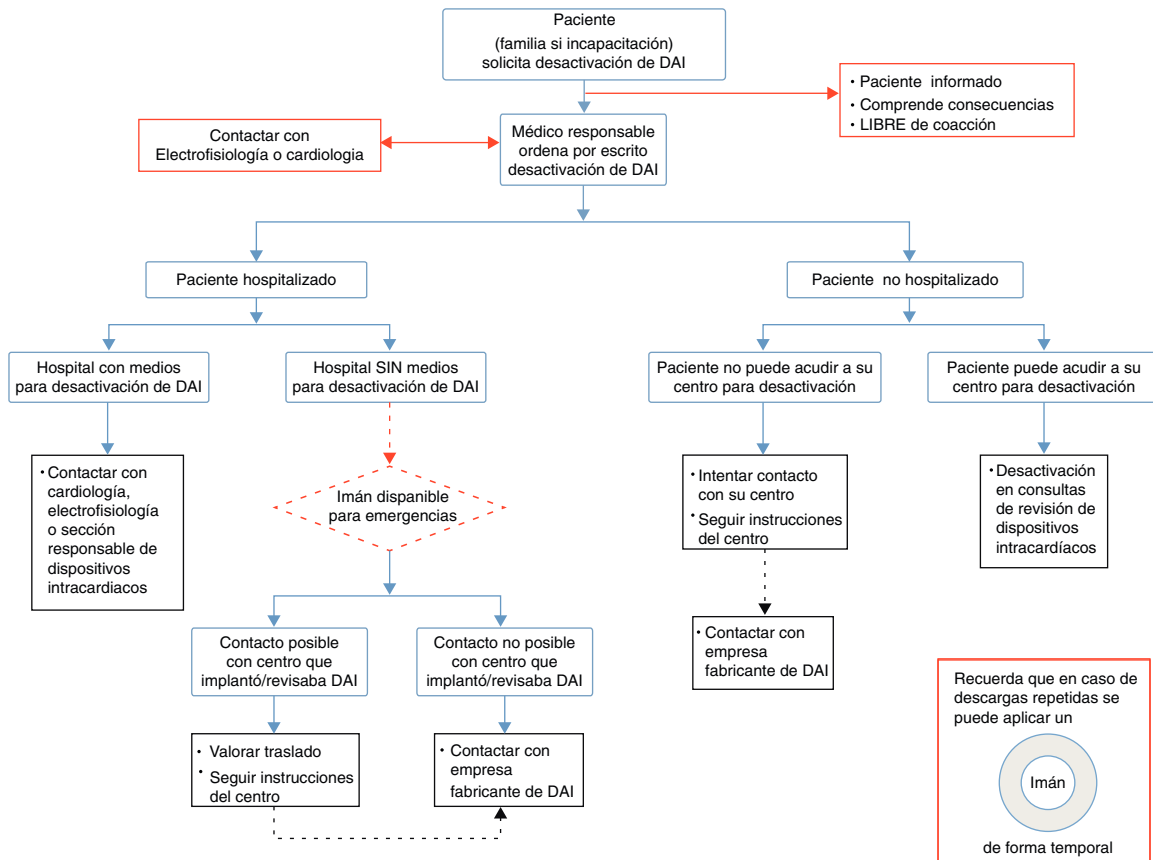 Paciente
(familia si incapacitación)
solicita desactivación de DAI
• Paciente informado
• Comprende consecuencias
• LIBRE de coacción
Contactar con
Electrofisiología o cardiologia
Médico responsable
ordena por escrito
desactivación de DAI
Paciente hospitalizado
Paciente no hospitalizado
Hospital con medios
para desactivación de DAI
Hospital SIN medios
para desactivación de DAI
Paciente no puede acudir a su
centro para desactivación
Paciente puede acudir a su
centro para desactivación
• Contactar con
cardiología,
electrofisiología
o sección
responsable de
dispositivos
intracardiacos
Imán dispanible
para emergencias
• Intentar contacto
con su centro
• Seguir instrucciones
del centro
• Desactivación
en consultas
de revisión de
dispositivos
intracardíacos
Contacto posible
con centro que
implantó/revisaba DAI
Contacto no posible
con centro que
implantó/revisaba DAI
• Contactar con
empresa
fabricante de DAI
• Valorar traslado
• Seguir instrucciones
del centro
• Contactar con
empresa
fabricante de DAI
Recuerda que en caso de
descargas repetidas se
puede aplicar un
Imán
de forma temporal